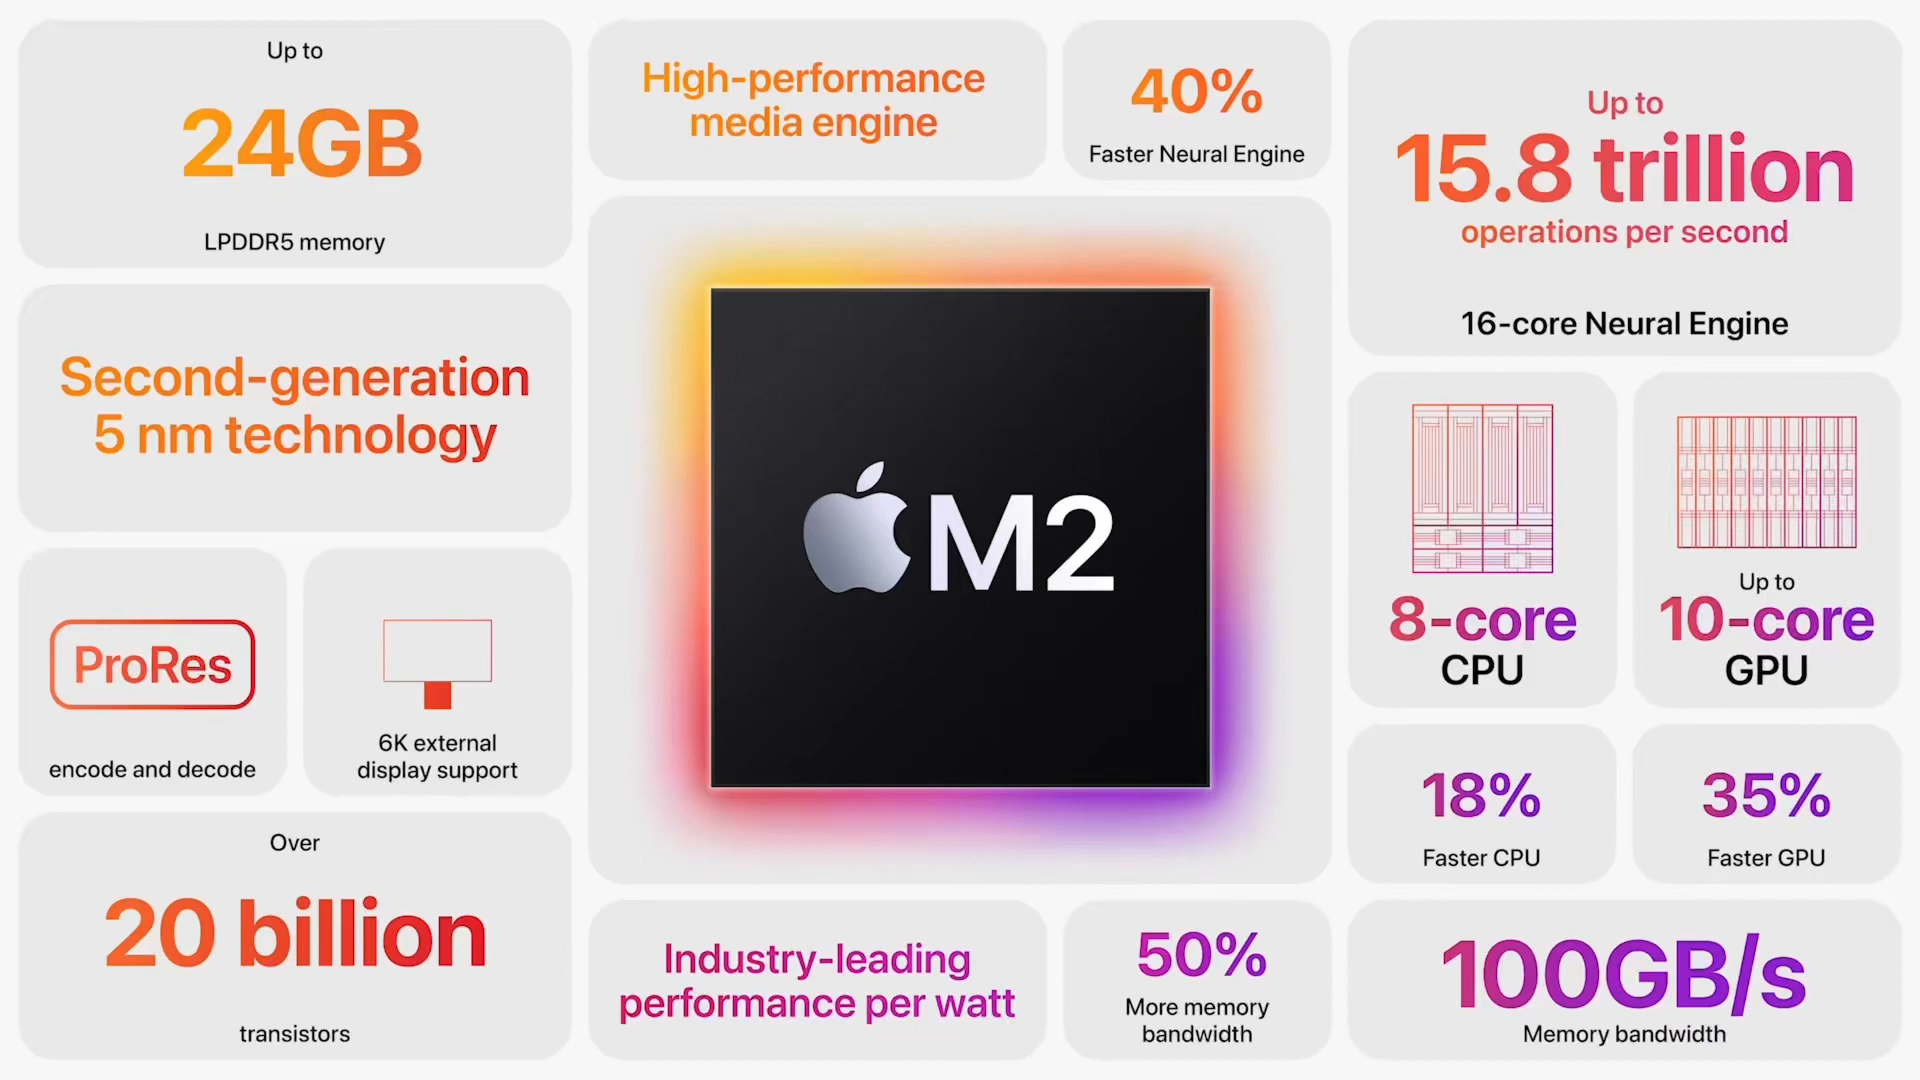 Up to
24GB
LPDDR5 memory
High-performance
media engine
40%
Faster Neural Engine
Up to
15.8 trillion
operations per second
16-core Neural Engine
Second-generation
5 nm technology
M2
8-core
CPU
Up to
10-core
GPU
ProRes
encode and decode
6K external
display support
18%
Faster CPU
35%
Faster GPU
Over
20 billion
transistors
Industry-leading
performance per watt
50%
More memory
bandwidth
100GB/s
Memory bandwidth